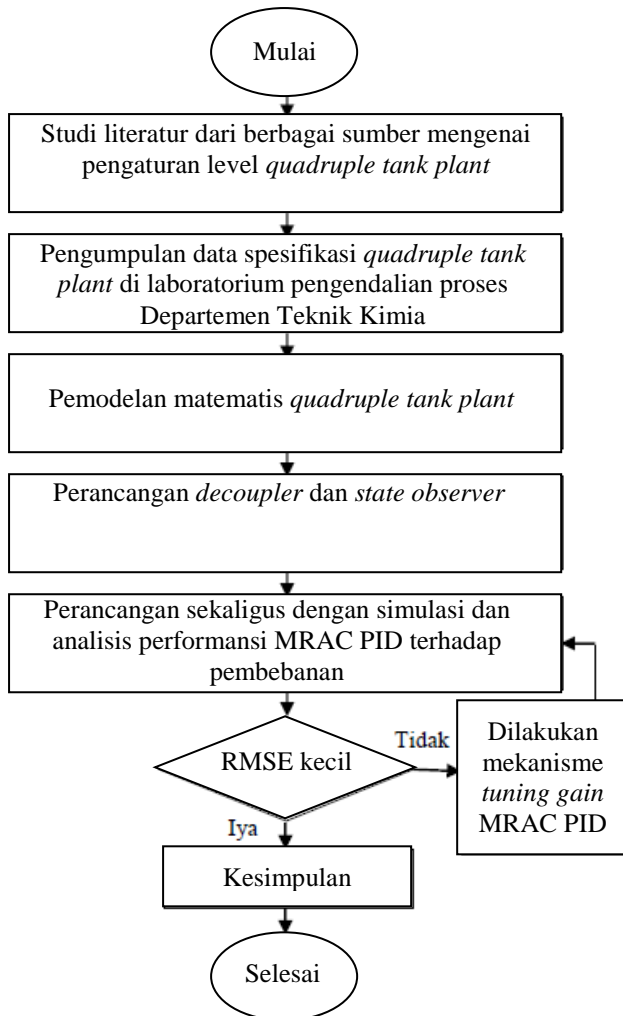 Mulai
Studi literatur dari berbagai sumber mengenai
pengaturan level quadruple tank plant
Pengumpulan data spesifikasi quadruple tank
plant di laboratorium pengendalian proses
Departemen Teknik Kimia
Pemodelan matematis quadruple tank plant
Perancangan decoupler dan state observer
Perancangan sekaligus dengan simulasi dan
analisis performansi MRAC PID terhadap
pembebanan
RMSE kecil
Tidak
Dilakukan
mekanisme
tuning gain
MRAC PID
Iya
Kesimpulan
Selesai